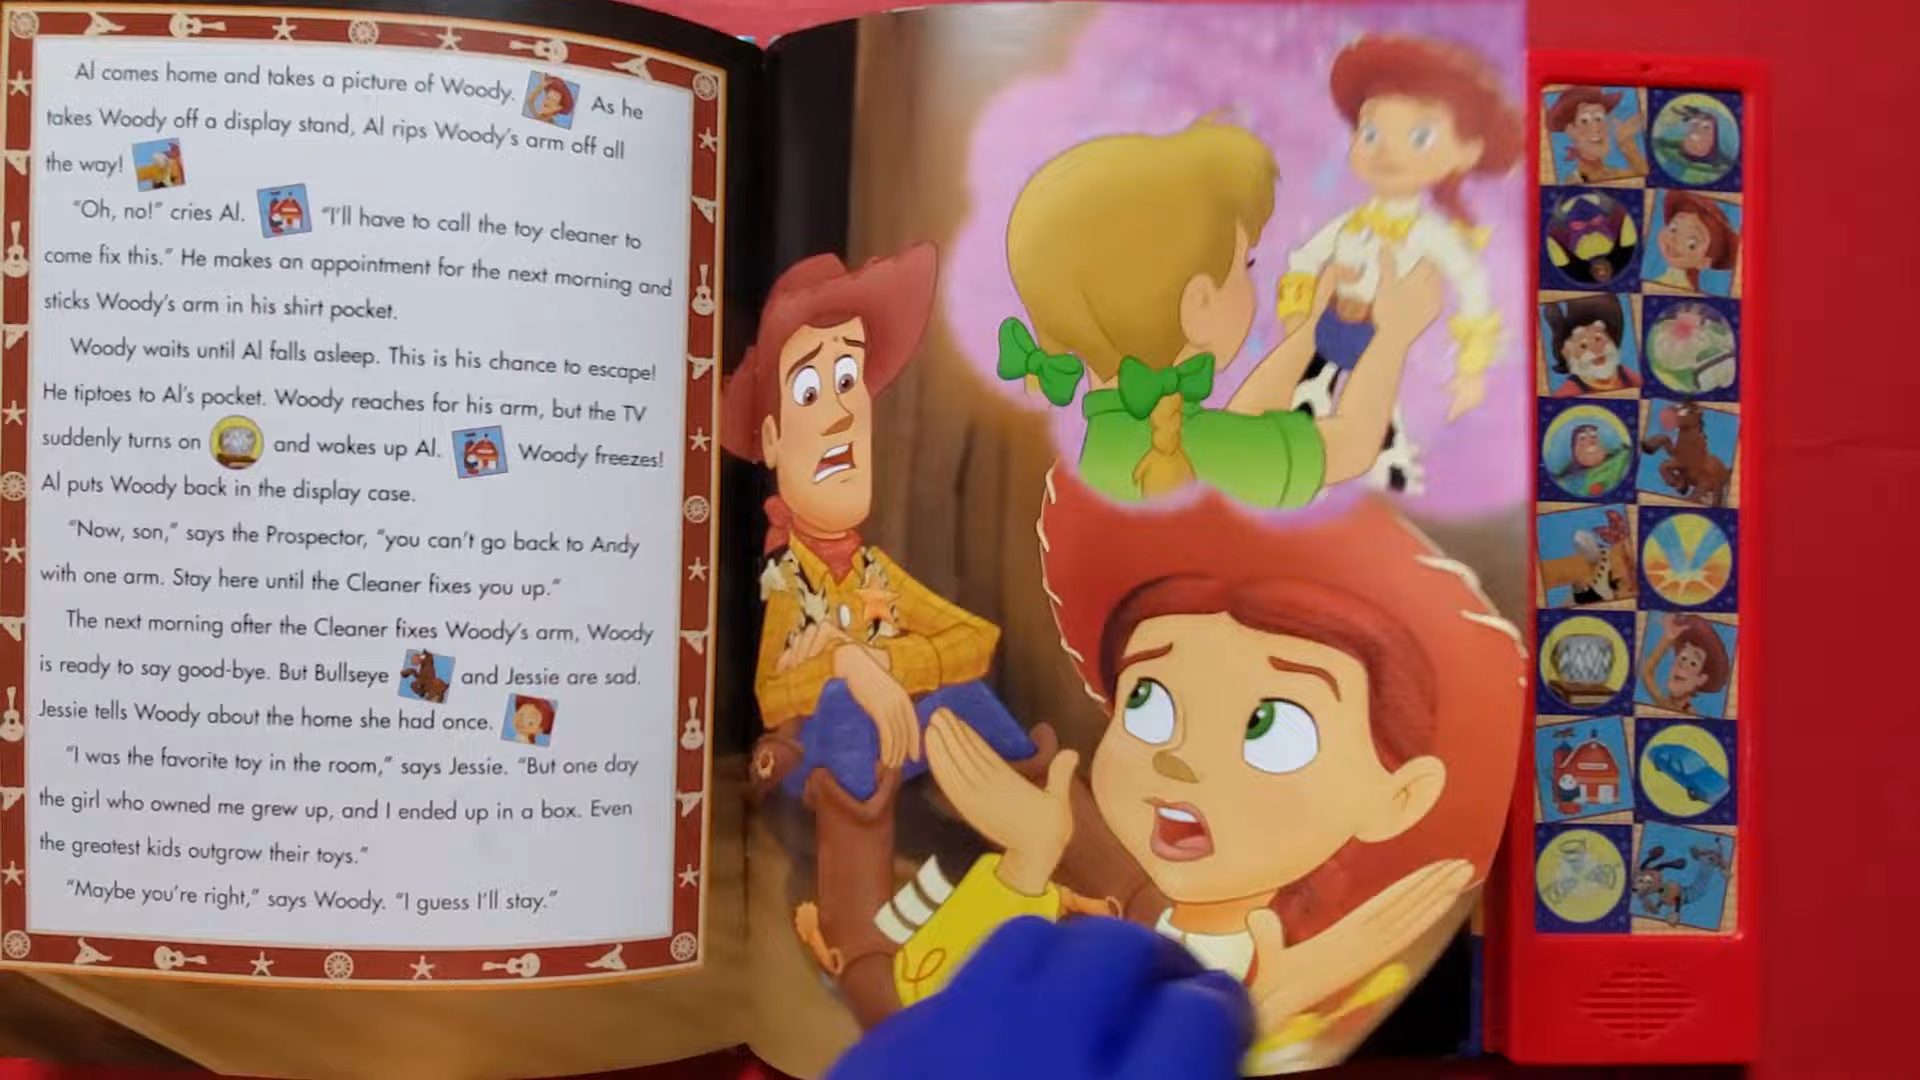 Al comes home and takes a picture of Woody. As he
takes Woody off a display stand, Al rips Woody's arm off all
the way!
"Oh, no!" cries Al. "I'll have to call the toy cleaner to
come fix this." He makes an appointment for the next morning and
sticks Woody's arm in his shirt pocket.
Woody waits until Al falls asleep. This is his chance to escape!
He tiptoes to Al's pocket. Woody reaches for his arm, but the TV
suddenly turns on and wakes up Al. Woody freezes!
Al puts Woody back in the display case.
"Now, son," says the Prospector, "you can't go back to Andy
with one arm. Stay here until the Cleaner fixes you up."
The next morning after the Cleaner fixes Woody's arm, Woody
is ready to say good-bye. But Bullseye and Jessie are sad.
Jessie tells Woody about the home she had once.
"I was the favorite toy in the room," says Jessie. "But one day
the girl who owned me grew up, and I ended up in a box. Even
the greatest kids outgrow their toys."
"Maybe you're right," says Woody. "I guess I'll stay."